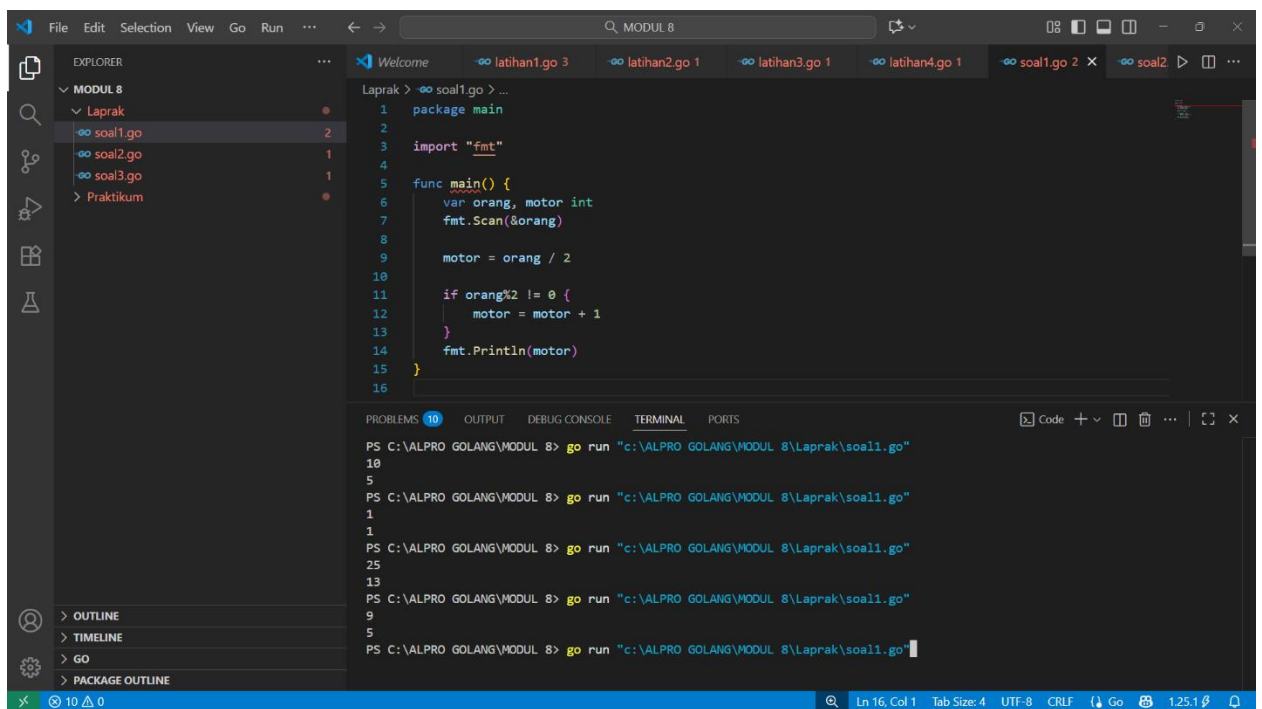 File Edit Selection View Go Run ... MODUL 8
EXPLORER ...
MODUL 8
Laprak
soal1.go 2
soal2.go 1
soal3.go 1
Praktikum
OUTLINE
TIMELINE
GO
PACKAGE OUTLINE
Welcome latihan1.go 3 latihan2.go 1 latihan3.go 1 latihan4.go 1 soal1.go 2 soal2. ...
Laprak > soal1.go > ...
1 package main
2
3 import "fmt"
4
5 func main() {
6 var orang, motor int
7 fmt.Scan(&orang)
8
9 motor = orang / 2
10
11 if orang%2 != 0 {
12 motor = motor + 1
13 }
14 fmt.Println(motor)
15 }
16
PROBLEMS 10 OUTPUT DEBUG CONSOLE TERMINAL PORTS Code ...
PS C:\ALPRO GOLANG\MODUL 8> go run "c:\ALPRO GOLANG\MODUL 8\Laprak\soal1.go"
10
5
PS C:\ALPRO GOLANG\MODUL 8> go run "c:\ALPRO GOLANG\MODUL 8\Laprak\soal1.go"
1
1
PS C:\ALPRO GOLANG\MODUL 8> go run "c:\ALPRO GOLANG\MODUL 8\Laprak\soal1.go"
25
13
PS C:\ALPRO GOLANG\MODUL 8> go run "c:\ALPRO GOLANG\MODUL 8\Laprak\soal1.go"
9
5
PS C:\ALPRO GOLANG\MODUL 8> go run "c:\ALPRO GOLANG\MODUL 8\Laprak\soal1.go"
10 0 Ln 16, Col 1 Tab Size: 4 UTF-8 CRLF Go 1.25.1